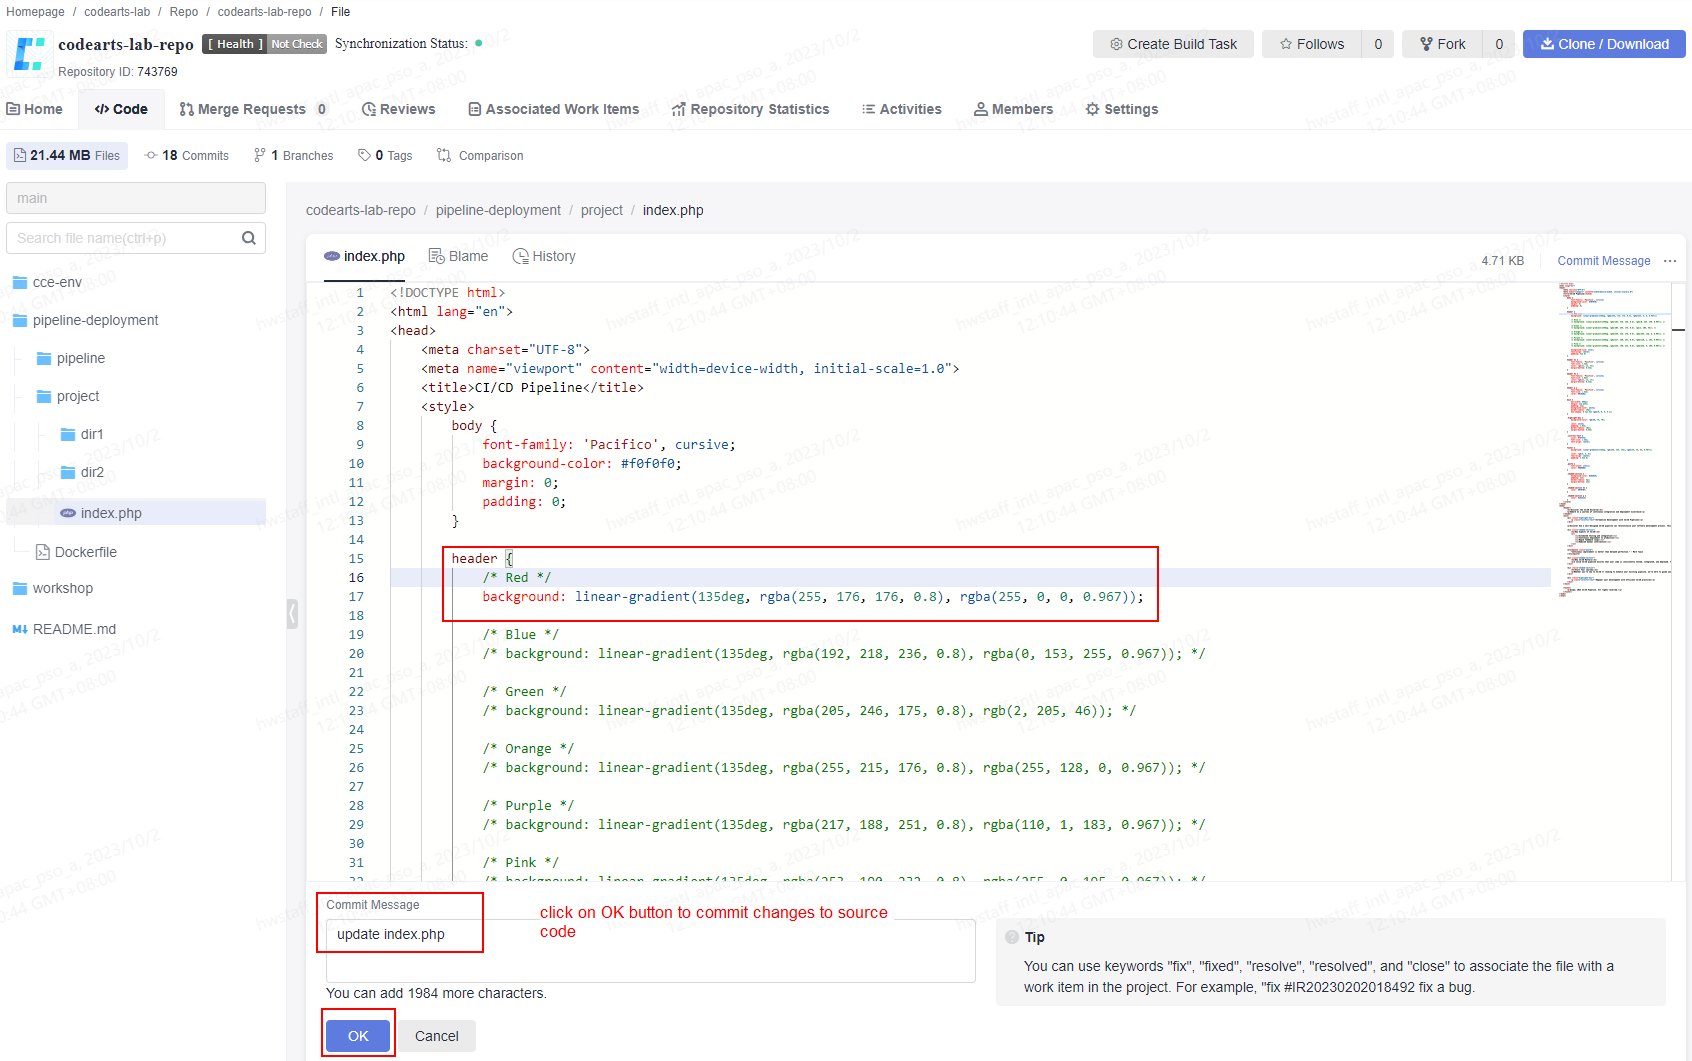 Homepage / codearts-lab / Repo / codearts-lab-repo / File
codearts-lab-repo [ Health ] Not Check Synchronization Status:
Repository ID: 743769
Create Build Task Follows 0 Fork 0 Clone / Download
Home Code Merge Requests 0 Reviews Associated Work Items Repository Statistics Activities Members Settings
21.44 MB Files 18 Commits 1 Branches 0 Tags Comparison
main
Search file name(ctrl+p)
cce-env
pipeline-deployment
pipeline
project
dir1
dir2
index.php
Dockerfile
workshop
README.md
codearts-lab-repo / pipeline-deployment / project / index.php
index.php Blame History 4.71 KB Commit Message ...
1 <!DOCTYPE html>
2 <html lang="en">
3 <head>
4 <meta charset="UTF-8">
5 <meta name="viewport" content="width=device-width, initial-scale=1.0">
6 <title>CI/CD Pipeline</title>
7 <style>
8 body {
9 font-family: 'Pacifico', cursive;
10 background-color: #f0f0f0;
11 margin: 0;
12 padding: 0;
13 }
14
15 header {
16 /* Red */
17 background: linear-gradient(135deg, rgba(255, 176, 176, 0.8), rgba(255, 0, 0, 0.967));
18
19 /* Blue */
20 /* background: linear-gradient(135deg, rgba(192, 218, 236, 0.8), rgba(0, 153, 255, 0.967)); */
21
22 /* Green */
23 /* background: linear-gradient(135deg, rgba(205, 246, 175, 0.8), rgb(2, 205, 46)); */
24
25 /* Orange */
26 /* background: linear-gradient(135deg, rgba(255, 215, 176, 0.8), rgba(255, 128, 0, 0.967)); */
27
28 /* Purple */
29 /* background: linear-gradient(135deg, rgba(217, 188, 251, 0.8), rgba(110, 1, 183, 0.967)); */
30
31 /* Pink */
Commit Message
update index.php
click on OK button to commit changes to source
code
You can add 1984 more characters.
OK Cancel
Tip
You can use keywords "fix", "fixed", "resolve", "resolved", and "close" to associate the file with a
work item in the project. For example, "fix #IR20230202018492 fix a bug.
hwstaff_intl_apac_pso_a, 2023/10/2
12:10:44 GMT+08:00